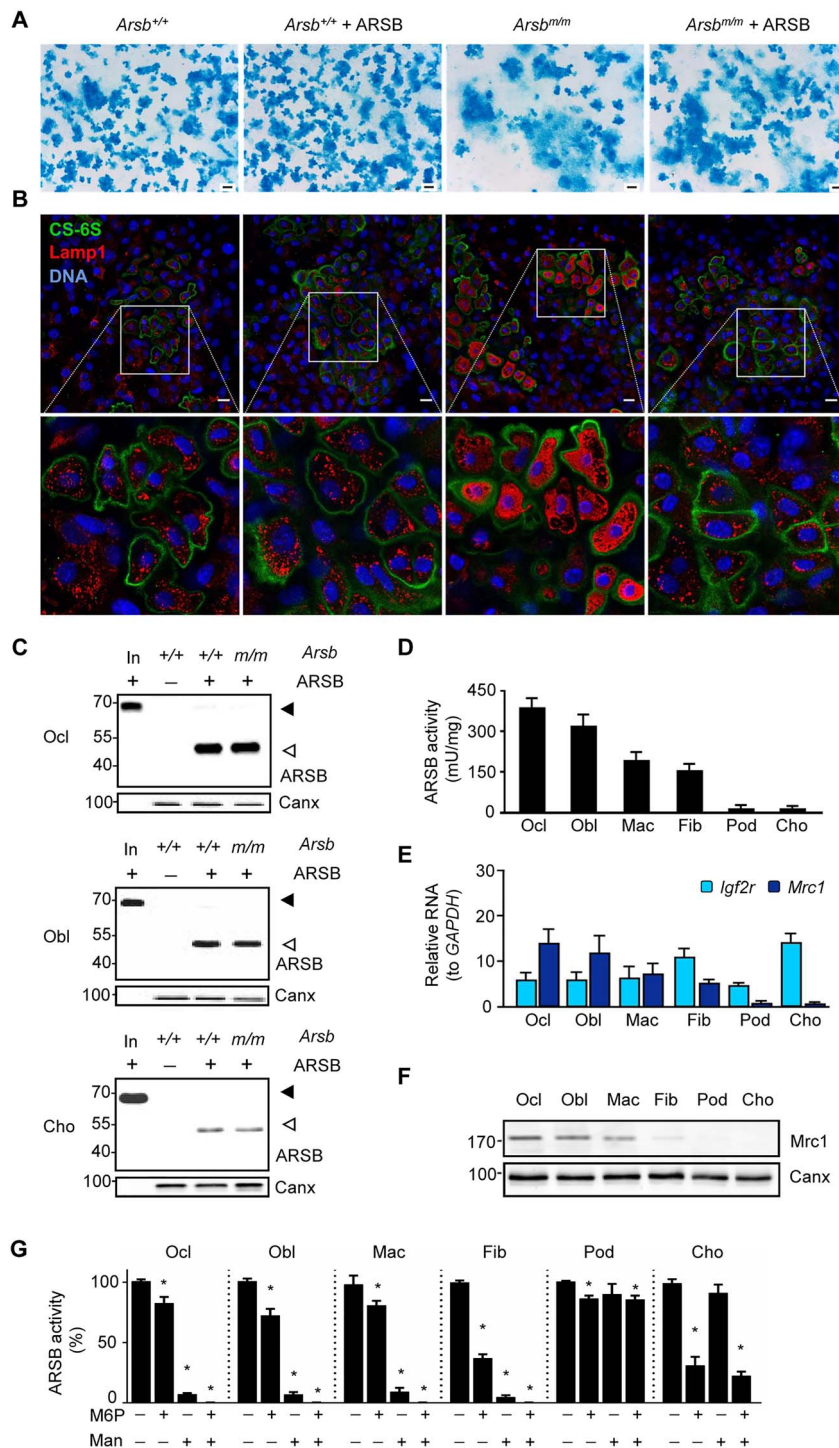 A
Arsb+/+ Arsb+/+ + ARSB Arsbm/m Arsbm/m + ARSB
B
CS-6S
Lamp1
DNA
C
In +/+ +/+ m/m Arsb
+ – + + ARSB
70
55
40
Ocl
ARSB
100 Canx
In +/+ +/+ m/m Arsb
+ – + + ARSB
70
55
40
Obl
ARSB
100 Canx
In +/+ +/+ m/m Arsb
+ – + + ARSB
70
55
40
Cho
ARSB
100 Canx
D
ARSB activity
(mU/mg)
450
300
150
0
Ocl Obl Mac Fib Pod Cho
E
Relative RNA
(to GAPDH)
30
20
10
0
Igf2r Mrc1
Ocl Obl Mac Fib Pod Cho
F
Ocl Obl Mac Fib Pod Cho
170 Mrc1
100 Canx
G
Ocl Obl Mac Fib Pod Cho
ARSB activity
(%)
100
50
0
* * * * * * * * * * * * * * * *
M6P – + – + – + – + – + – + – + – + – + – + – + – +
Man – – + + – – + + – – + + – – + + – – + + – – + +